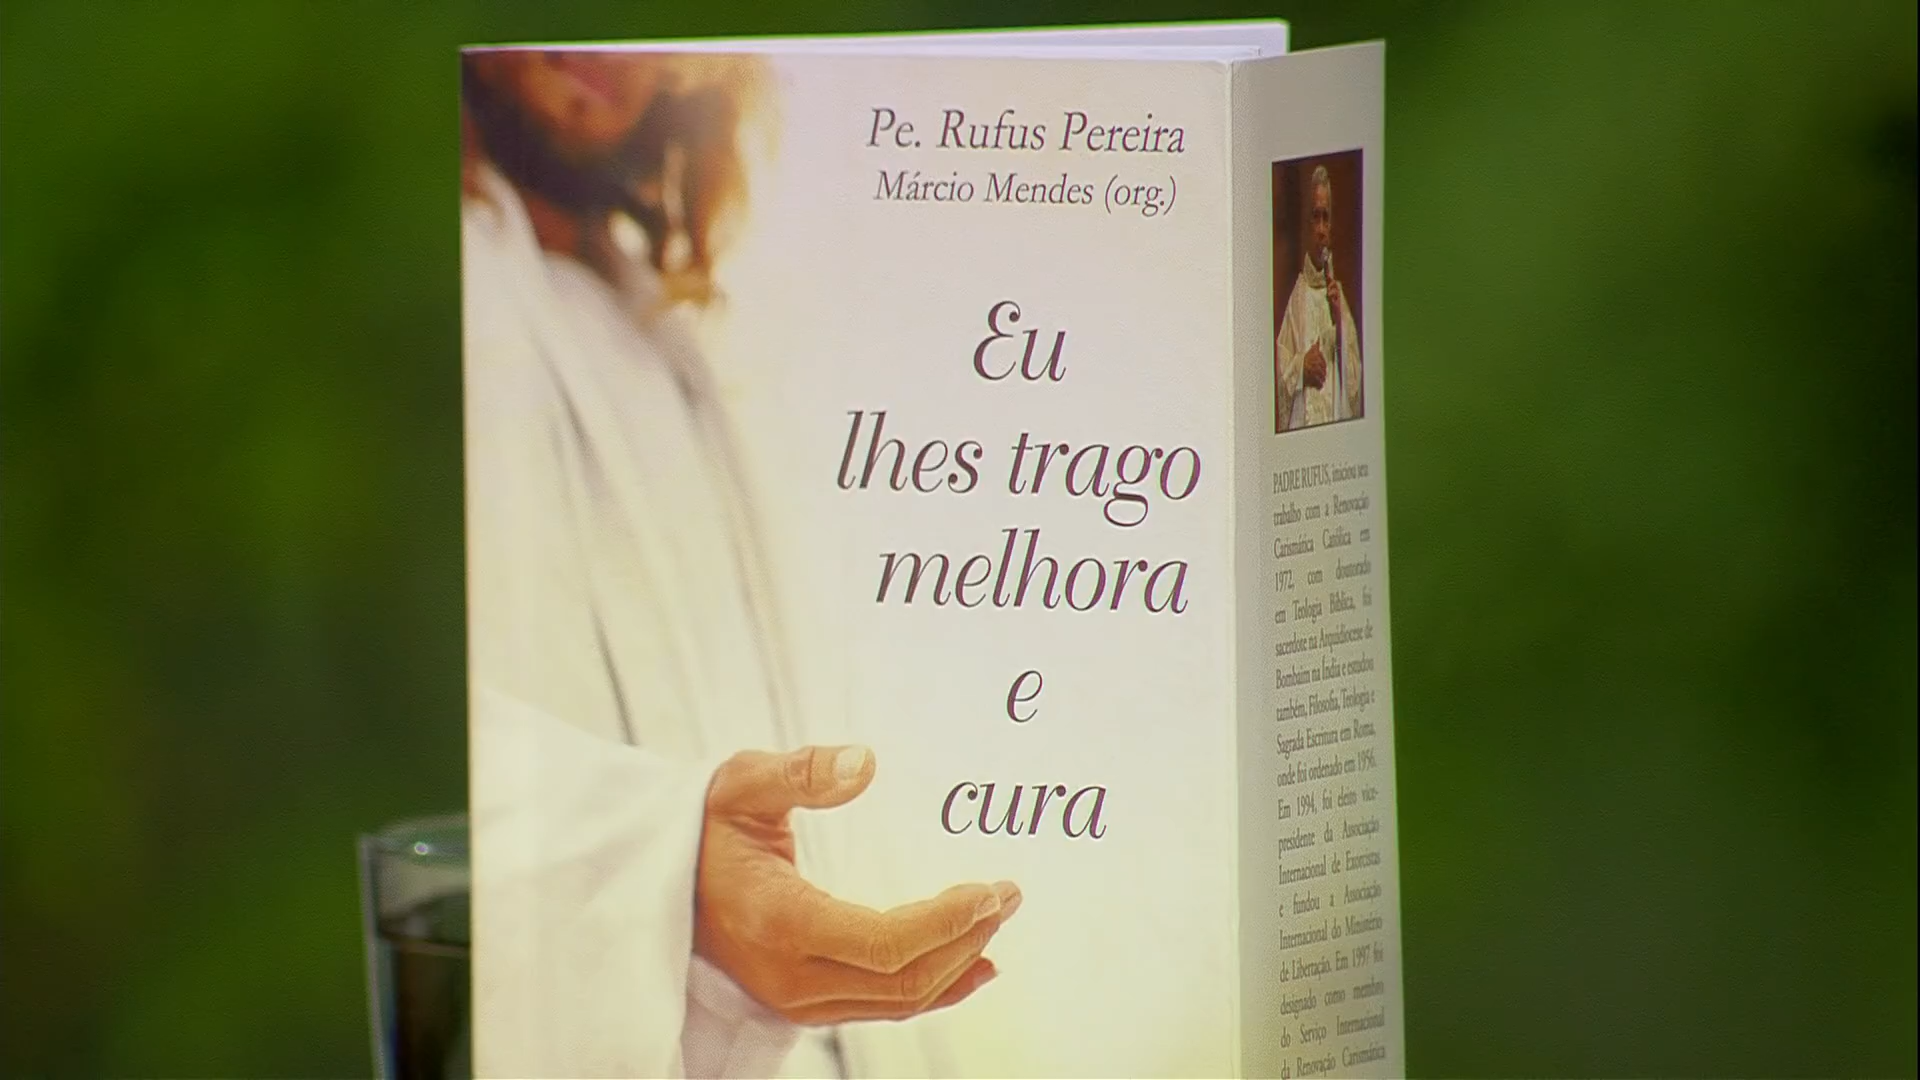 Pe. Rufus Pereira
Márcio Mendes (org.)
Eu
lhes trago
melhora
e
cura
PADRE RUFUS, iniciou seu
trabalho com a Renovação
Carismática Católica em
1972, com doutorado
em Teologia Bíblica, foi
sacerdote na Arquidiocese de
Bombaim na Índia e estudou
também, Filosofia, Teologia e
Sagrada Escritura em Roma,
onde foi ordenado em 1956.
Em 1994, foi eleito vice-
presidente da Associação
Internacional de Exorcistas
e fundou a Associação
Internacional do Ministério
de Libertação. Em 1997 foi
designado como membro
do Serviço Internacional
da Renovação Carismática